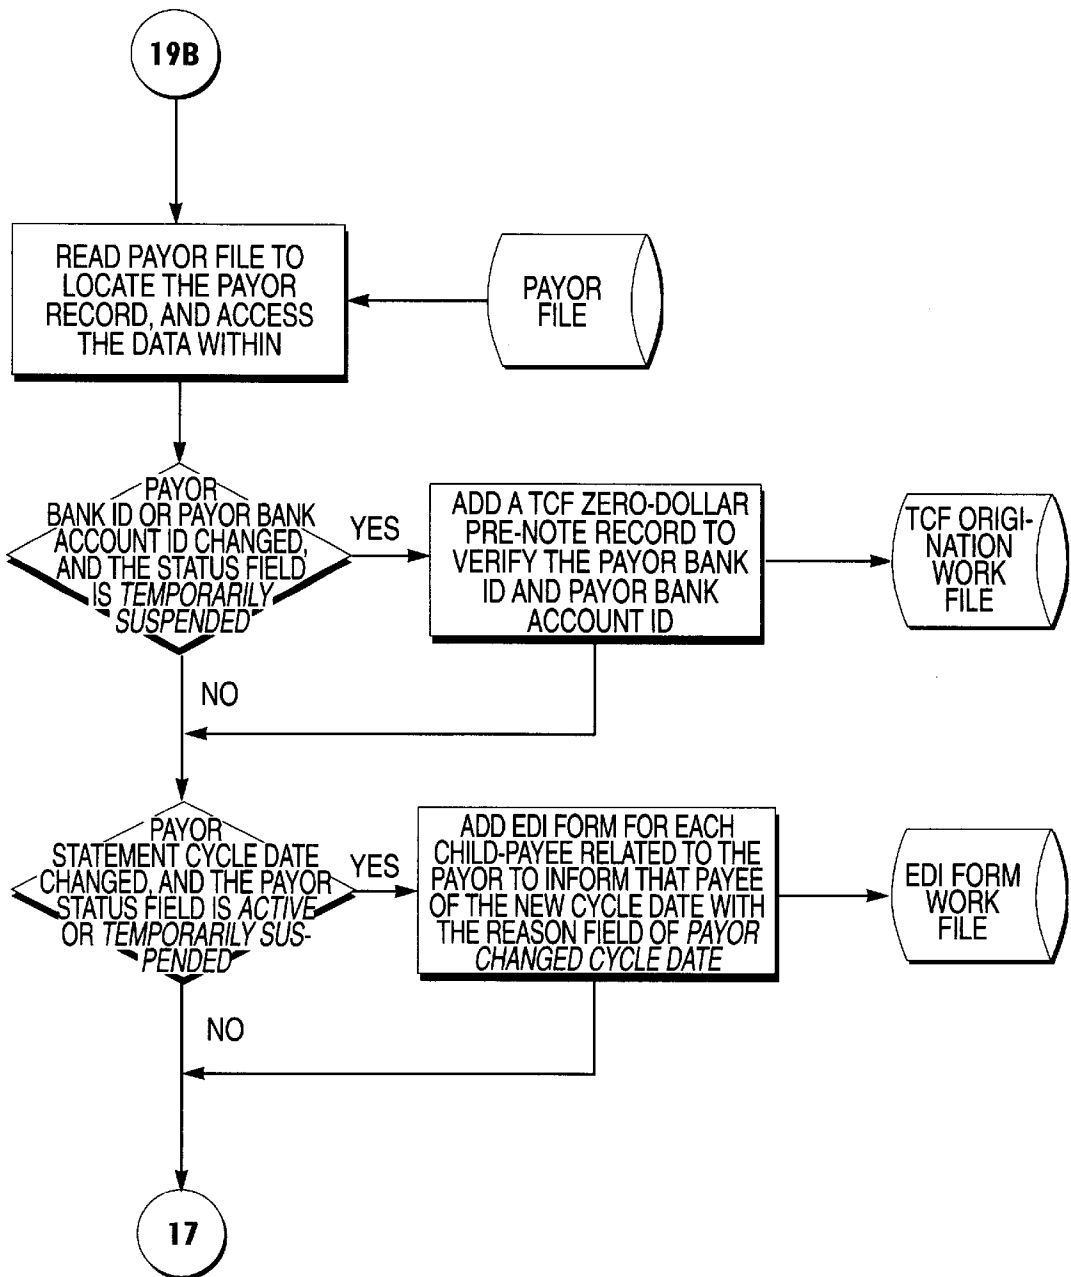 19B
READ PAYOR FILE TO
LOCATE THE PAYOR
RECORD, AND ACCESS
THE DATA WITHIN
PAYOR
FILE
PAYOR
BANK ID OR PAYOR BANK
ACCOUNT ID CHANGED,
AND THE STATUS FIELD
IS TEMPORARILY
SUSPENDED
YES
ADD A TCF ZERO-DOLLAR
PRE-NOTE RECORD TO
VERIFY THE PAYOR BANK
ID AND PAYOR BANK
ACCOUNT ID
TCF ORIGI-
NATION
WORK
FILE
NO
PAYOR
STATEMENT CYCLE DATE
CHANGED, AND THE PAYOR
STATUS FIELD IS ACTIVE
OR TEMPORARILY SUS-
PENDED
YES
ADD EDI FORM FOR EACH
CHILD-PAYEE RELATED TO THE
PAYOR TO INFORM THAT PAYEE
OF THE NEW CYCLE DATE WITH
THE REASON FIELD OF PAYOR
CHANGED CYCLE DATE
EDI FORM
WORK
FILE
NO
17